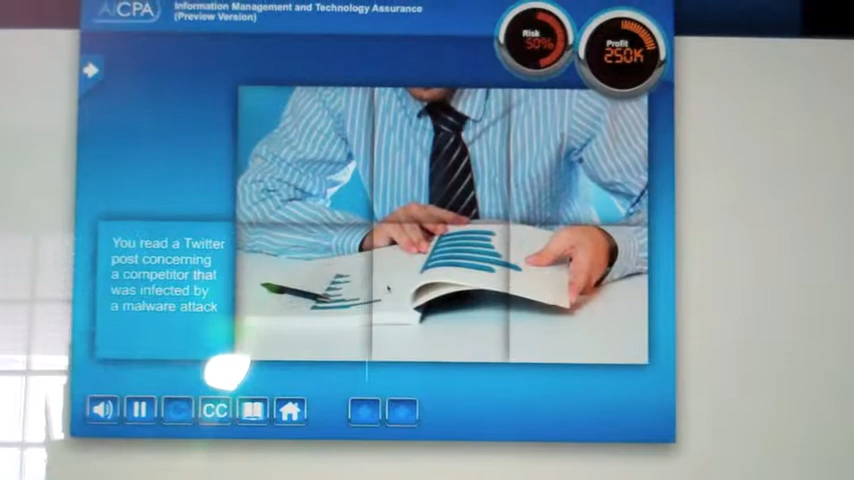 AICPA
Information Management and Technology Assurance
(Preview Version)
Risk
50%
Profit
250K
You read a Twitter
post concerning
a competitor that
was infected by
a malware attack
CC